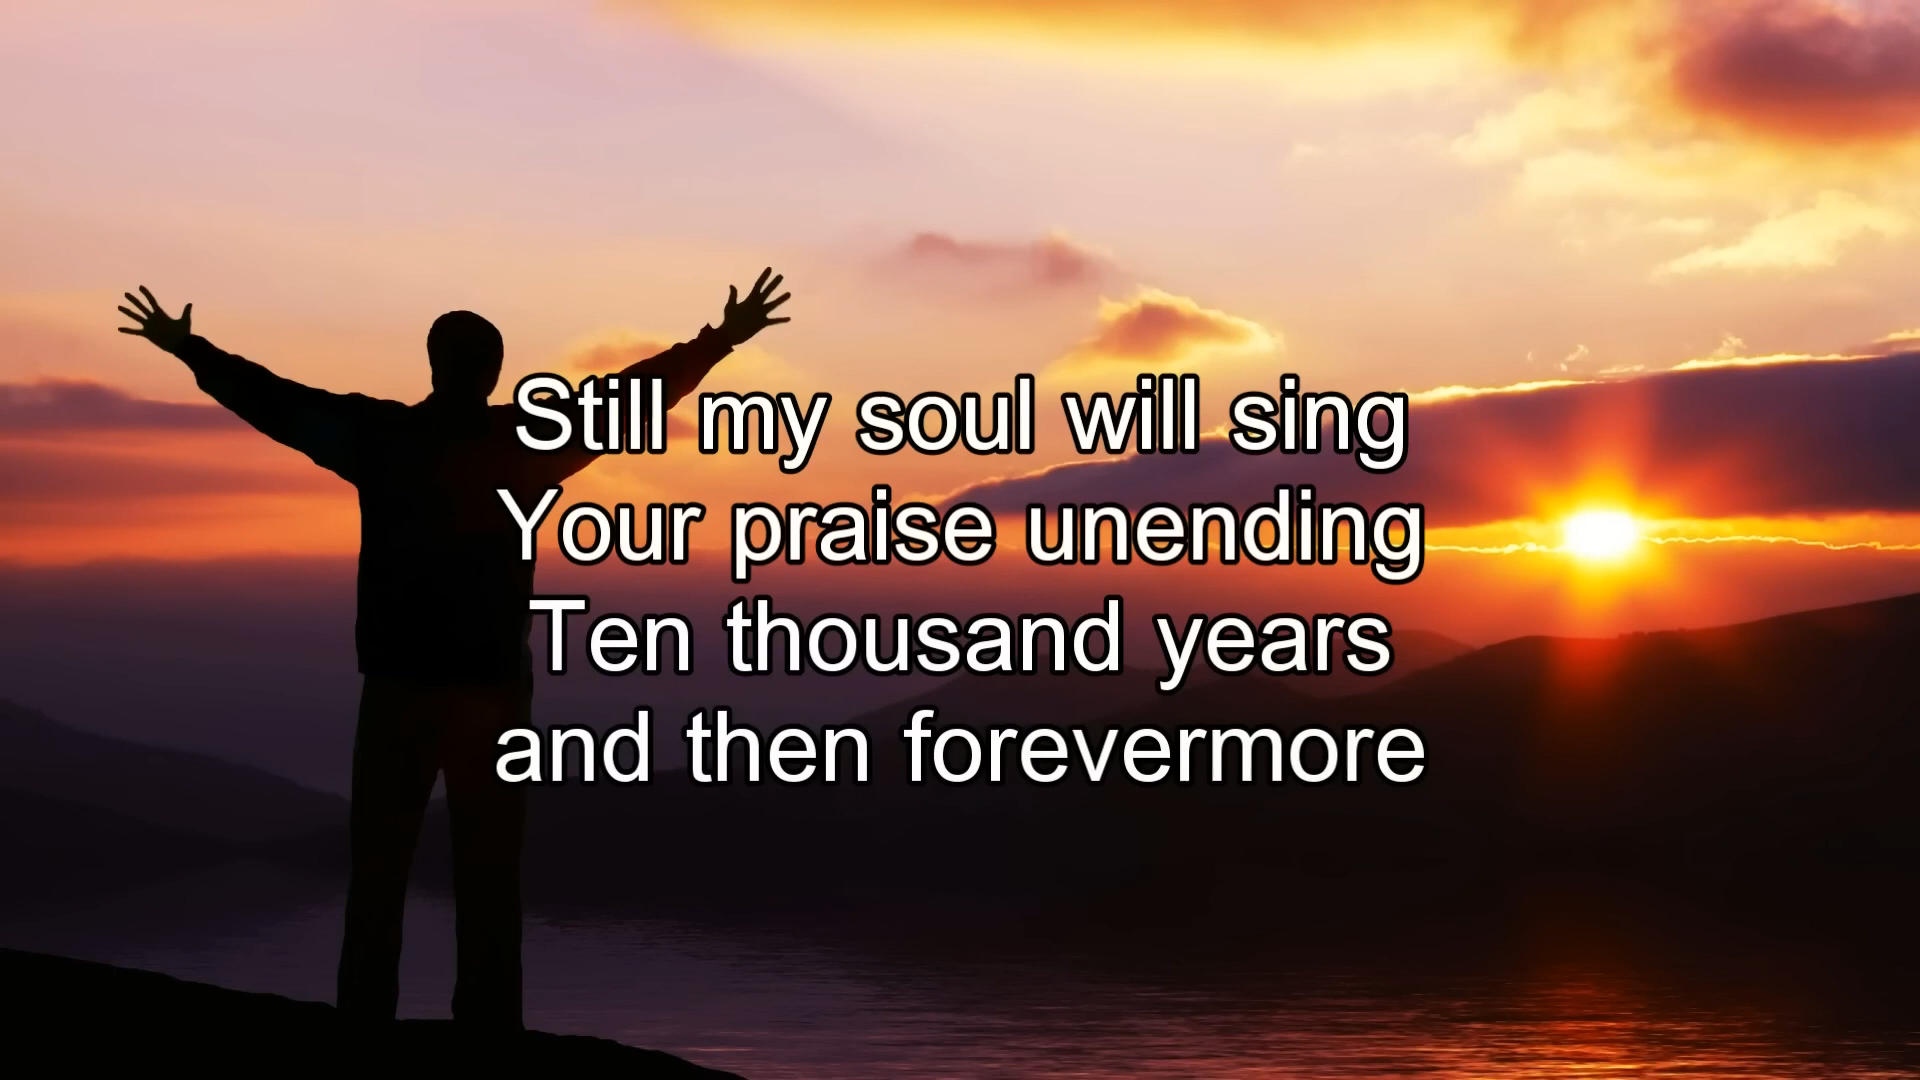 Still my soul will sing
Your praise unending
Ten thousand years
and then forevermore